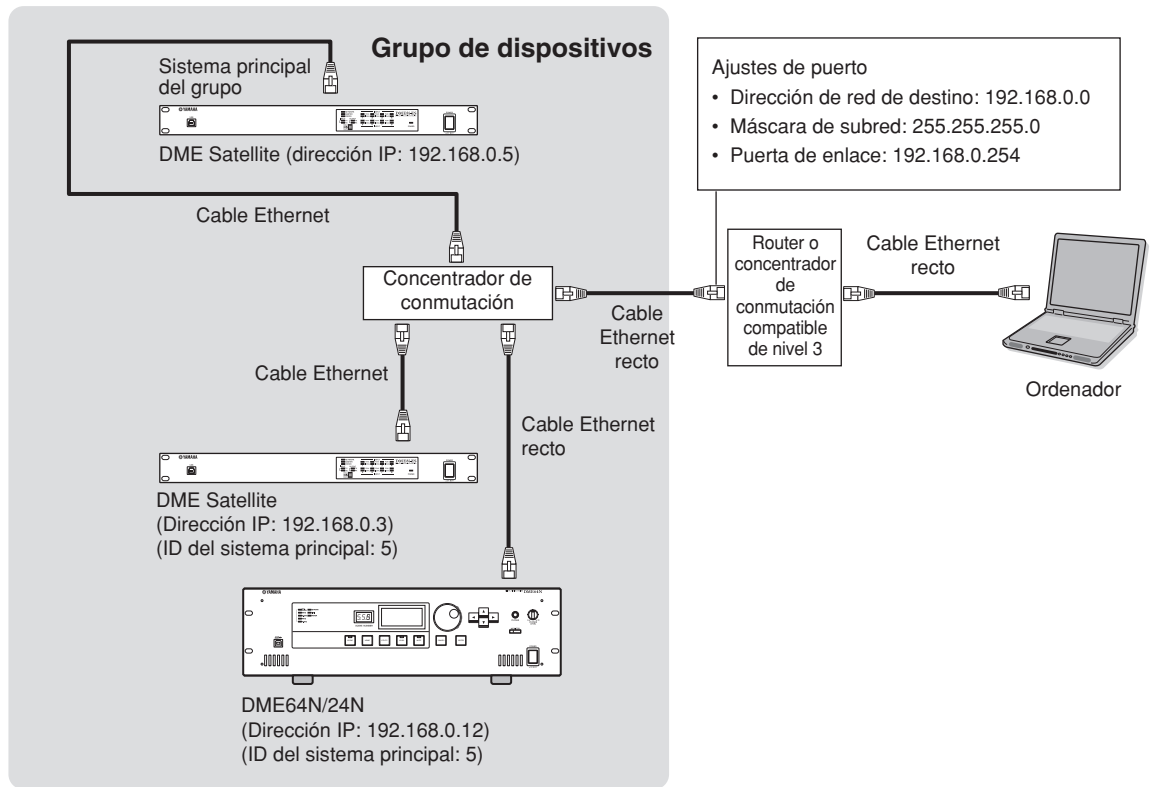 Grupo de dispositivos
Sistema principal
del grupo
YAMAHA
DME Satellite (dirección IP: 192.168.0.5)
Cable Ethernet
Ajustes de puerto
• Dirección de red de destino: 192.168.0.0
• Máscara de subred: 255.255.255.0
• Puerta de enlace: 192.168.0.254
Concentrador de
conmutación
Cable
Ethernet
recto
Router o
concentrador
de
conmutación
compatible
de nivel 3
Cable Ethernet
recto
Ordenador
Cable Ethernet
Cable Ethernet
recto
YAMAHA
DME Satellite
(Dirección IP: 192.168.0.3)
(ID del sistema principal: 5)
YAMAHA
DME64N
DME64N/24N
(Dirección IP: 192.168.0.12)
(ID del sistema principal: 5)